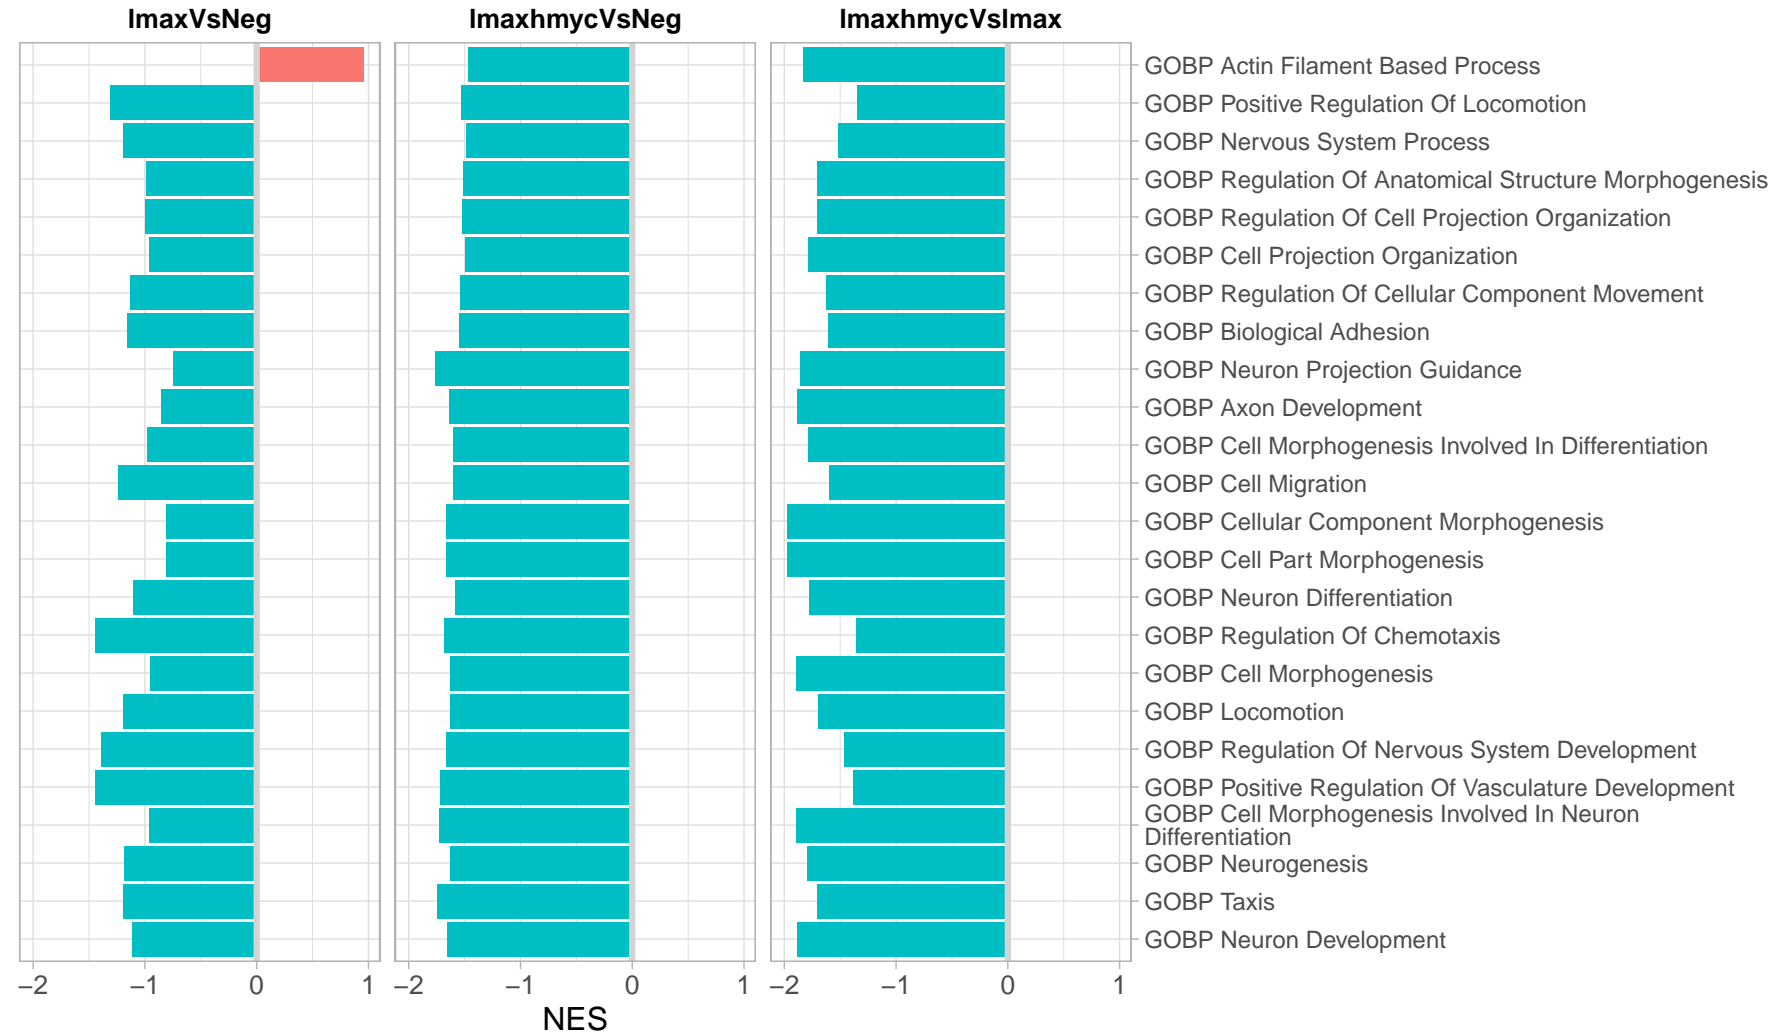 ImaxVsNeg
ImaxhmycVsNeg
ImaxhmycVsImax
GOBP Actin Filament Based Process
GOBP Positive Regulation Of Locomotion
GOBP Nervous System Process
GOBP Regulation Of Anatomical Structure Morphogenesis
GOBP Regulation Of Cell Projection Organization
GOBP Cell Projection Organization
GOBP Regulation Of Cellular Component Movement
GOBP Biological Adhesion
GOBP Neuron Projection Guidance
GOBP Axon Development
GOBP Cell Morphogenesis Involved In Differentiation
GOBP Cell Migration
GOBP Cellular Component Morphogenesis
GOBP Cell Part Morphogenesis
GOBP Neuron Differentiation
GOBP Regulation Of Chemotaxis
GOBP Cell Morphogenesis
GOBP Locomotion
GOBP Regulation Of Nervous System Development
GOBP Positive Regulation Of Vasculature Development
GOBP Cell Morphogenesis Involved In Neuron
Differentiation
GOBP Neurogenesis
GOBP Taxis
GOBP Neuron Development
−2 −1 0 1
−2 −1 0 1
−2 −1 0 1
NES